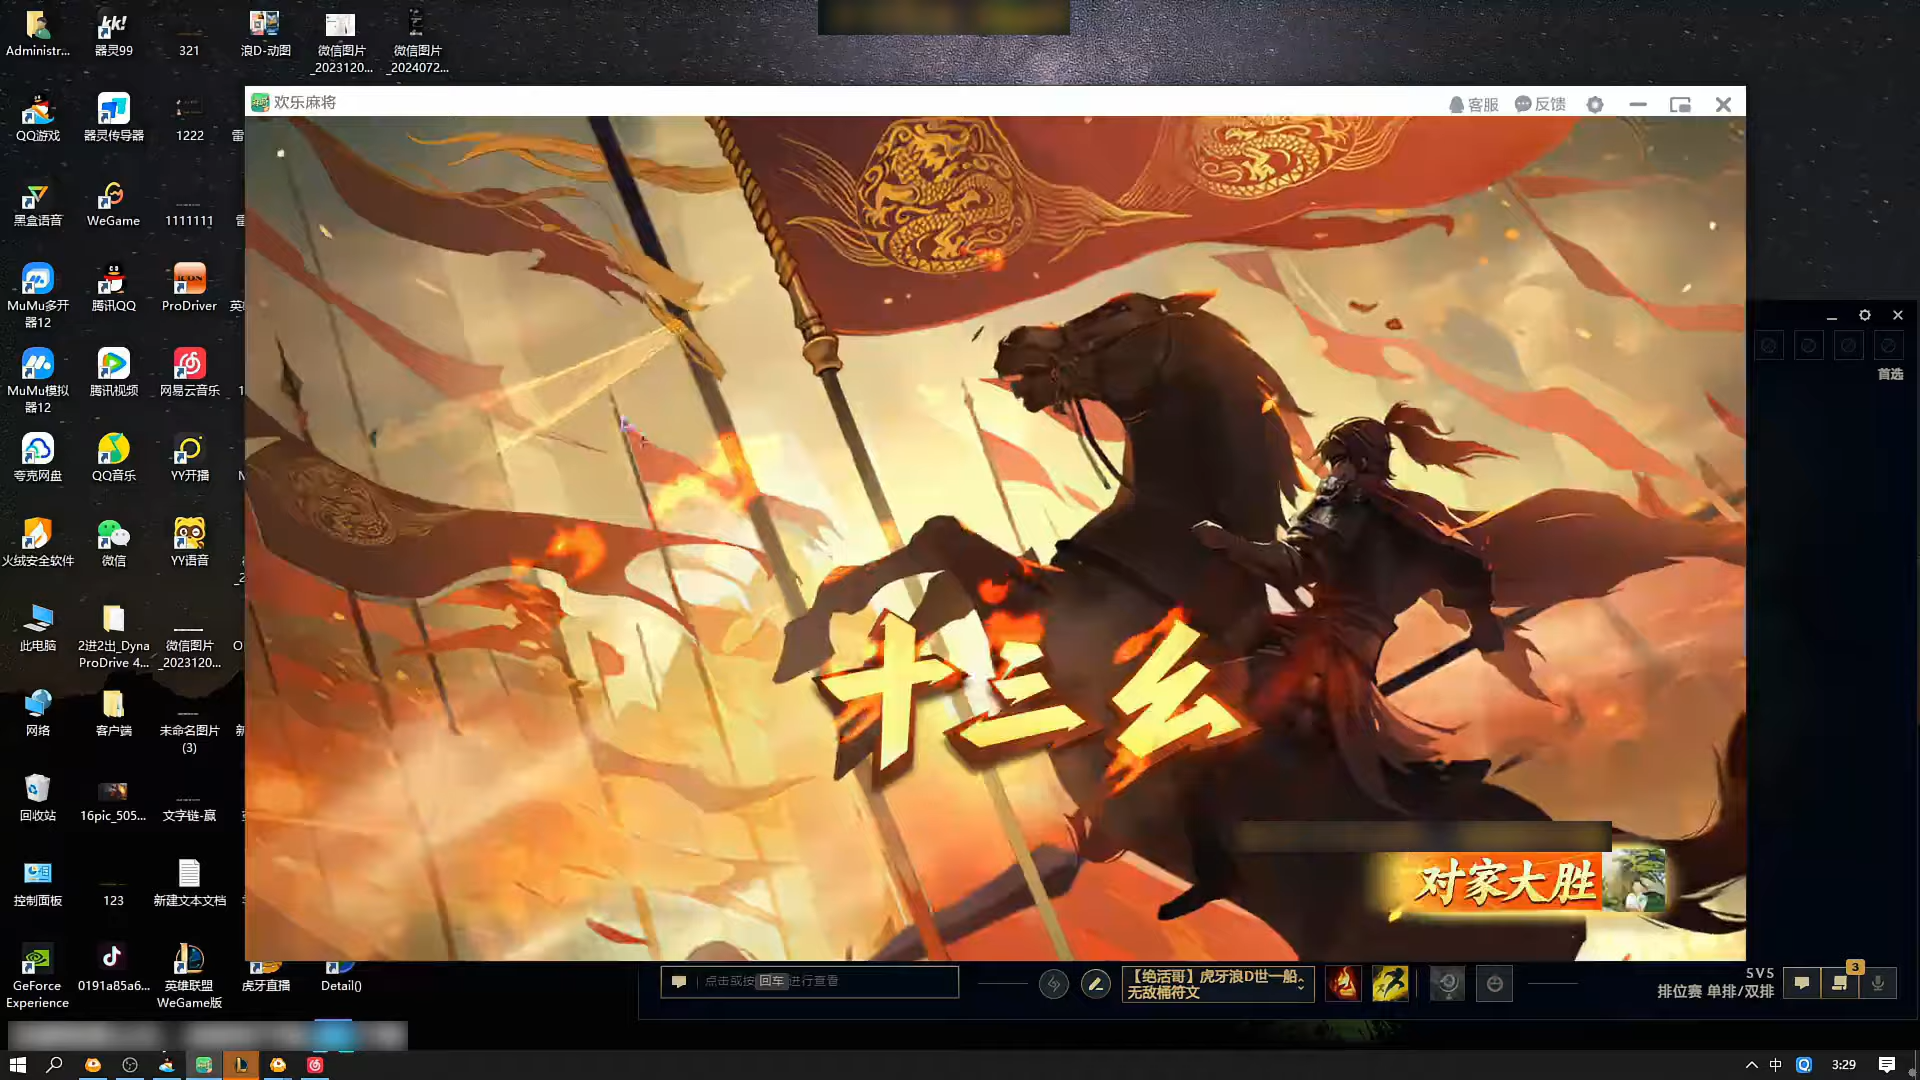 Administr...
器灵99
321
浪D-动图
微信图片
_2023120...
微信图片
_2024072...
QQ游戏
器灵传导器
1222
雷
黑盒语音
WeGame
1111111
雷
MuMu多开
器12
腾讯QQ
ProDriver
英
MuMu模拟
器12
腾讯视频
网易云音乐
1
夸克网盘
QQ音乐
YY开播
火绒安全软件
微信
YY语音
此电脑
2进2出_Dyna
ProDrive 4...
微信图片
_2023120...
网络
客户端
未命名图片
(3)
新
回收站
16pic_505...
文字链-赢
控制面板
123
新建文本文档
GeForce
Experience
0191a85a6...
英雄联盟
WeGame版
虎牙直播
Detail()
欢乐麻将
客服
反馈
十三幺
对家大胜
首选
点击或按 回车 进行查看
【绝活哥】虎牙浪D世一船。
无敌桶符文
5V5
排位赛 单排/双排
3
中
3:29